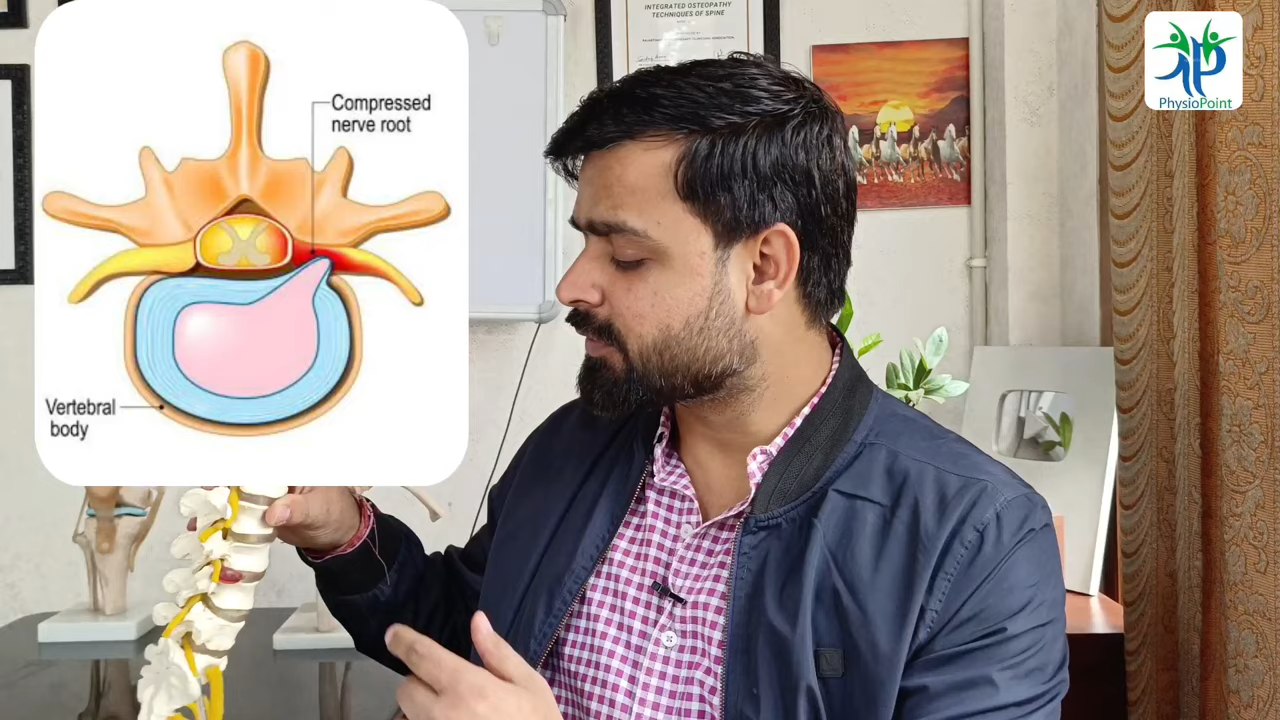 Compressed
nerve root
Vertebral
body
INTEGRATED OSTEOPATHY
TECHNIQUES OF SPINE
PhysioPoint